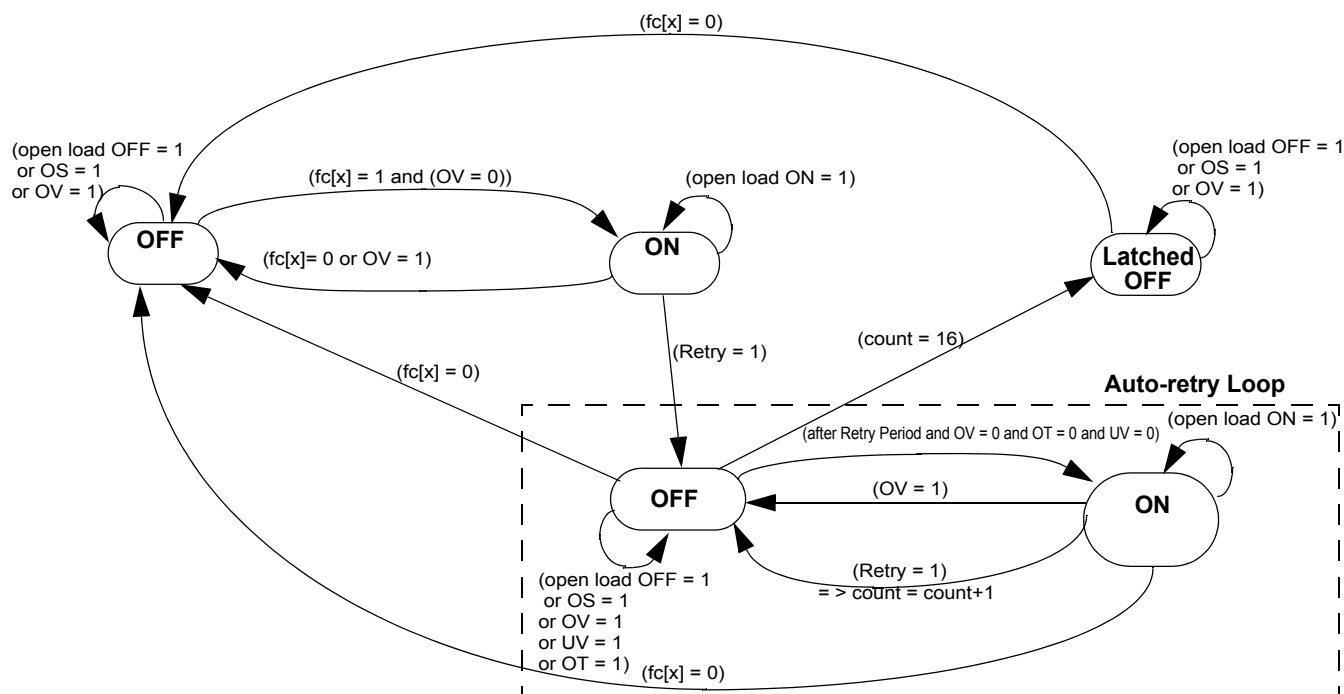 (fc[x] = 0)
(open load OFF = 1
or OS = 1
or OV = 1)
(fc[x] = 1 and (OV = 0))
(open load ON = 1)
(open load OFF = 1
or OS = 1
or OV = 1)
OFF
ON
(fc[x]= 0 or OV = 1)
Latched
OFF
(Retry = 1)
(count = 16)
(fc[x] = 0)
Auto-retry Loop
(open load ON = 1)
(after Retry Period and OV = 0 and OT = 0 and UV = 0)
OFF
(OV = 1)
ON
(Retry = 1)
= > count = count+1
(open load OFF = 1
or OS = 1
or OV = 1
or UV = 1
or OT = 1)
(fc[x] = 0)